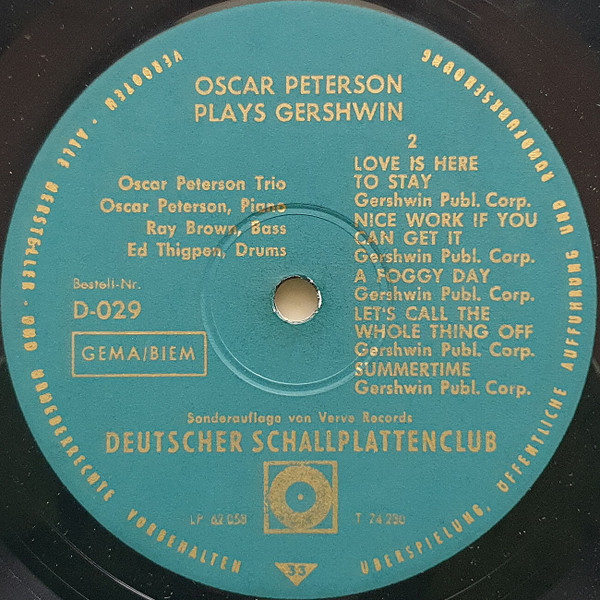 OSCAR PETERSON
PLAYS GERSHWIN
2
LOVE IS HERE
TO STAY
Gershwin Publ. Corp.
NICE WORK IF YOU
CAN GET IT
Gershwin Publ. Corp.
A FOGGY DAY
Gershwin Publ. Corp.
LET'S CALL THE
WHOLE THING OFF
Gershwin Publ. Corp.
SUMMERTIME
Gershwin Publ. Corp.
Oscar Peterson Trio
Oscar Peterson, Piano
Ray Brown, Bass
Ed Thigpen, Drums
Bestell-Nr.
D-029
GEMA/BIEM
Sonderauflage von Verve Records
DEUTSCHER SCHALLPLATTENCLUB
LP 62 058
T 74 230
33
ALLE HERSTELLER- UND URHEBERRECHTE VORBEHALTEN · ÜBERSPIELUNG, ÖFFENTLICHE AUFFÜHRUNG UND RUNDFUNKSENDUNG VERBOTEN ·